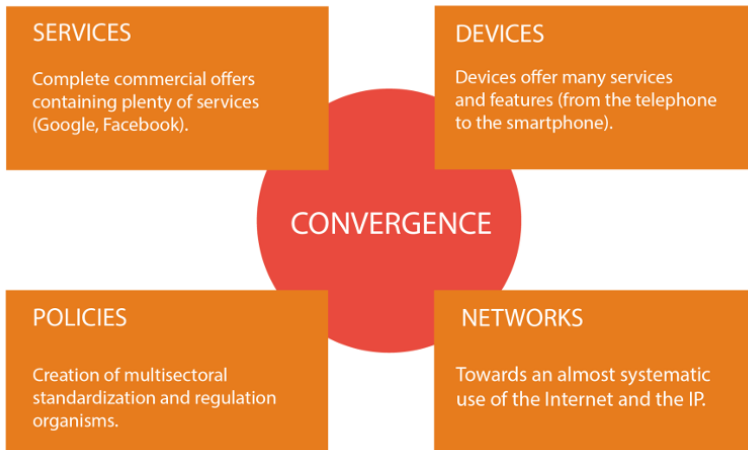 SERVICES
Complete commercial offers
containing plenty of services
(Google, Facebook).
DEVICES
Devices offer many services
and features (from the telephone
to the smartphone).
CONVERGENCE
POLICIES
Creation of multisectoral
standardization and regulation
organisms.
NETWORKS
Towards an almost systematic
use of the Internet and the IP.